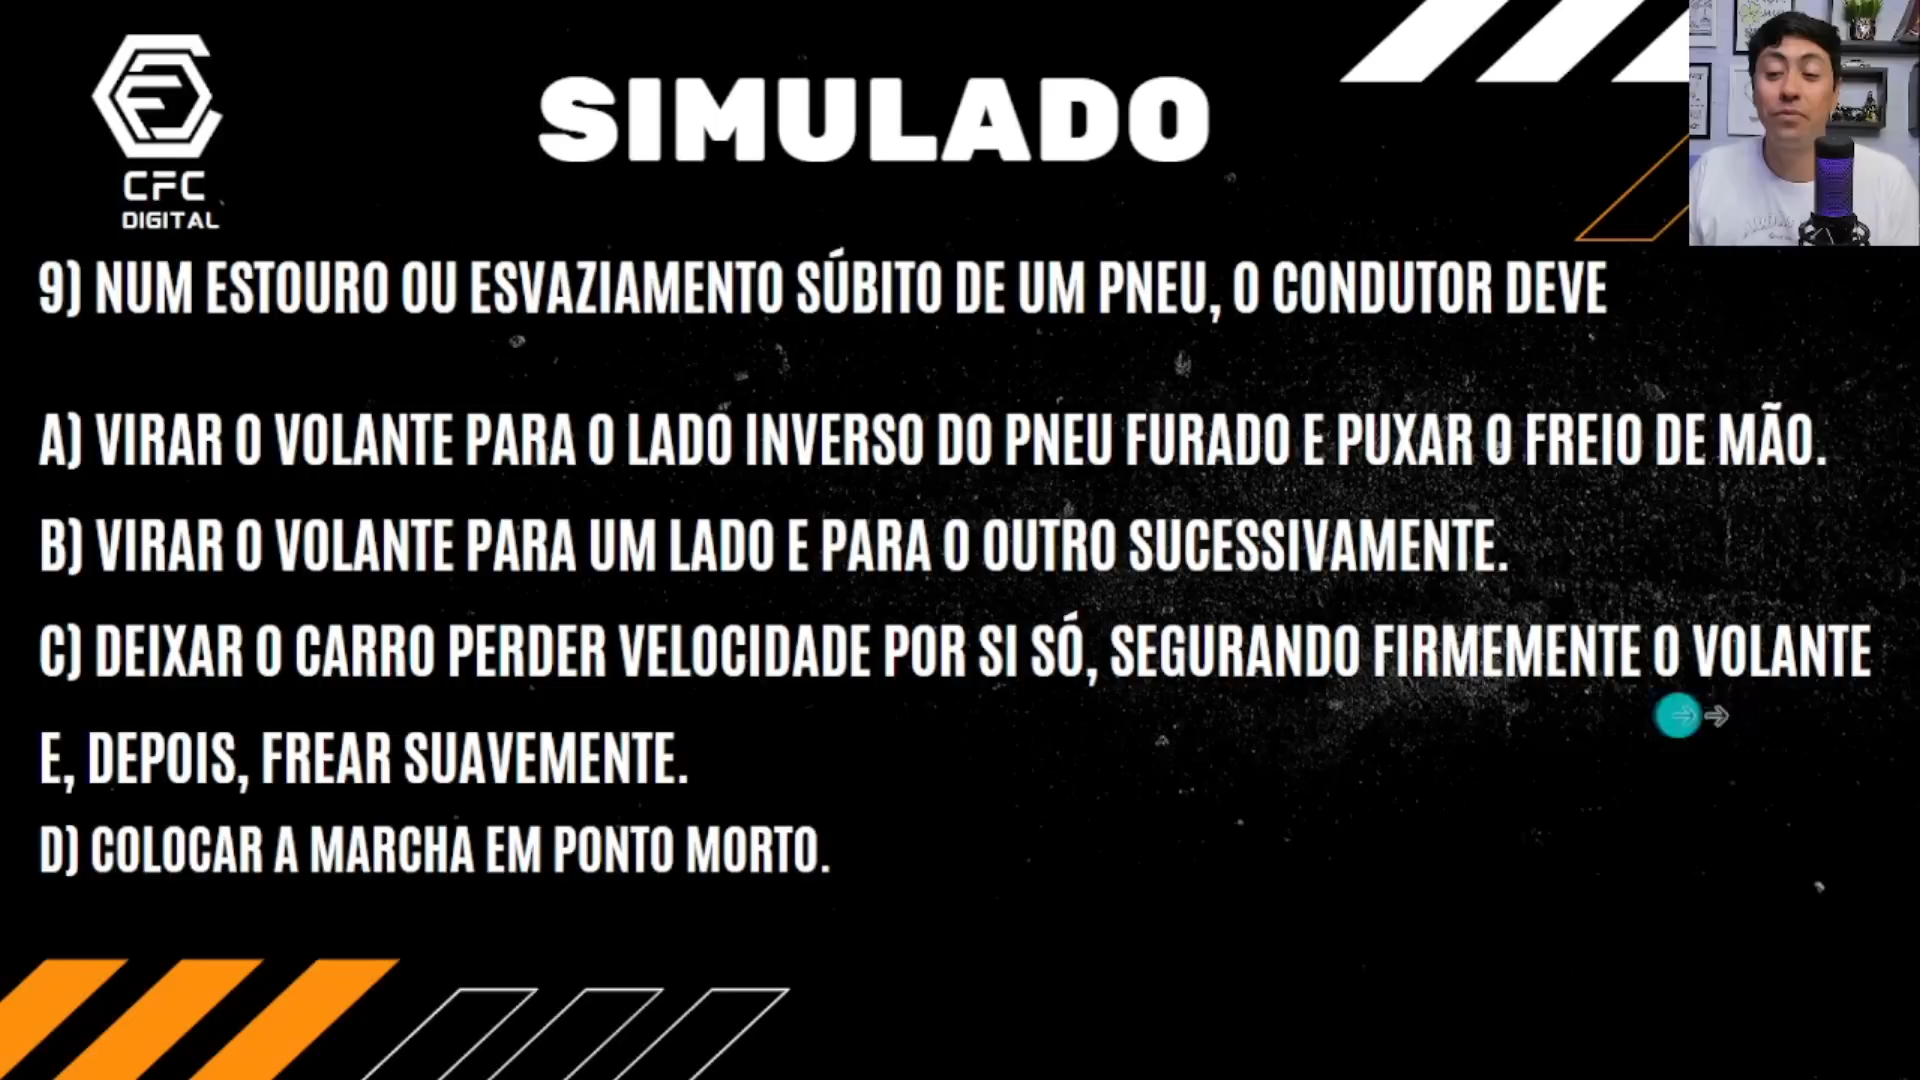 CFC
DIGITAL
SIMULADO
9) NUM ESTOURO OU ESVAZIAMENTO SÚBITO DE UM PNEU, O CONDUTOR DEVE
A) VIRAR O VOLANTE PARA O LADO INVERSO DO PNEU FURADO E PUXAR O FREIO DE MÃO.
B) VIRAR O VOLANTE PARA UM LADO E PARA O OUTRO SUCESSIVAMENTE.
C) DEIXAR O CARRO PERDER VELOCIDADE POR SI SÓ, SEGURANDO FIRMEMENTE O VOLANTE
E, DEPOIS, FREAR SUAVEMENTE.
D) COLOCAR A MARCHA EM PONTO MORTO.